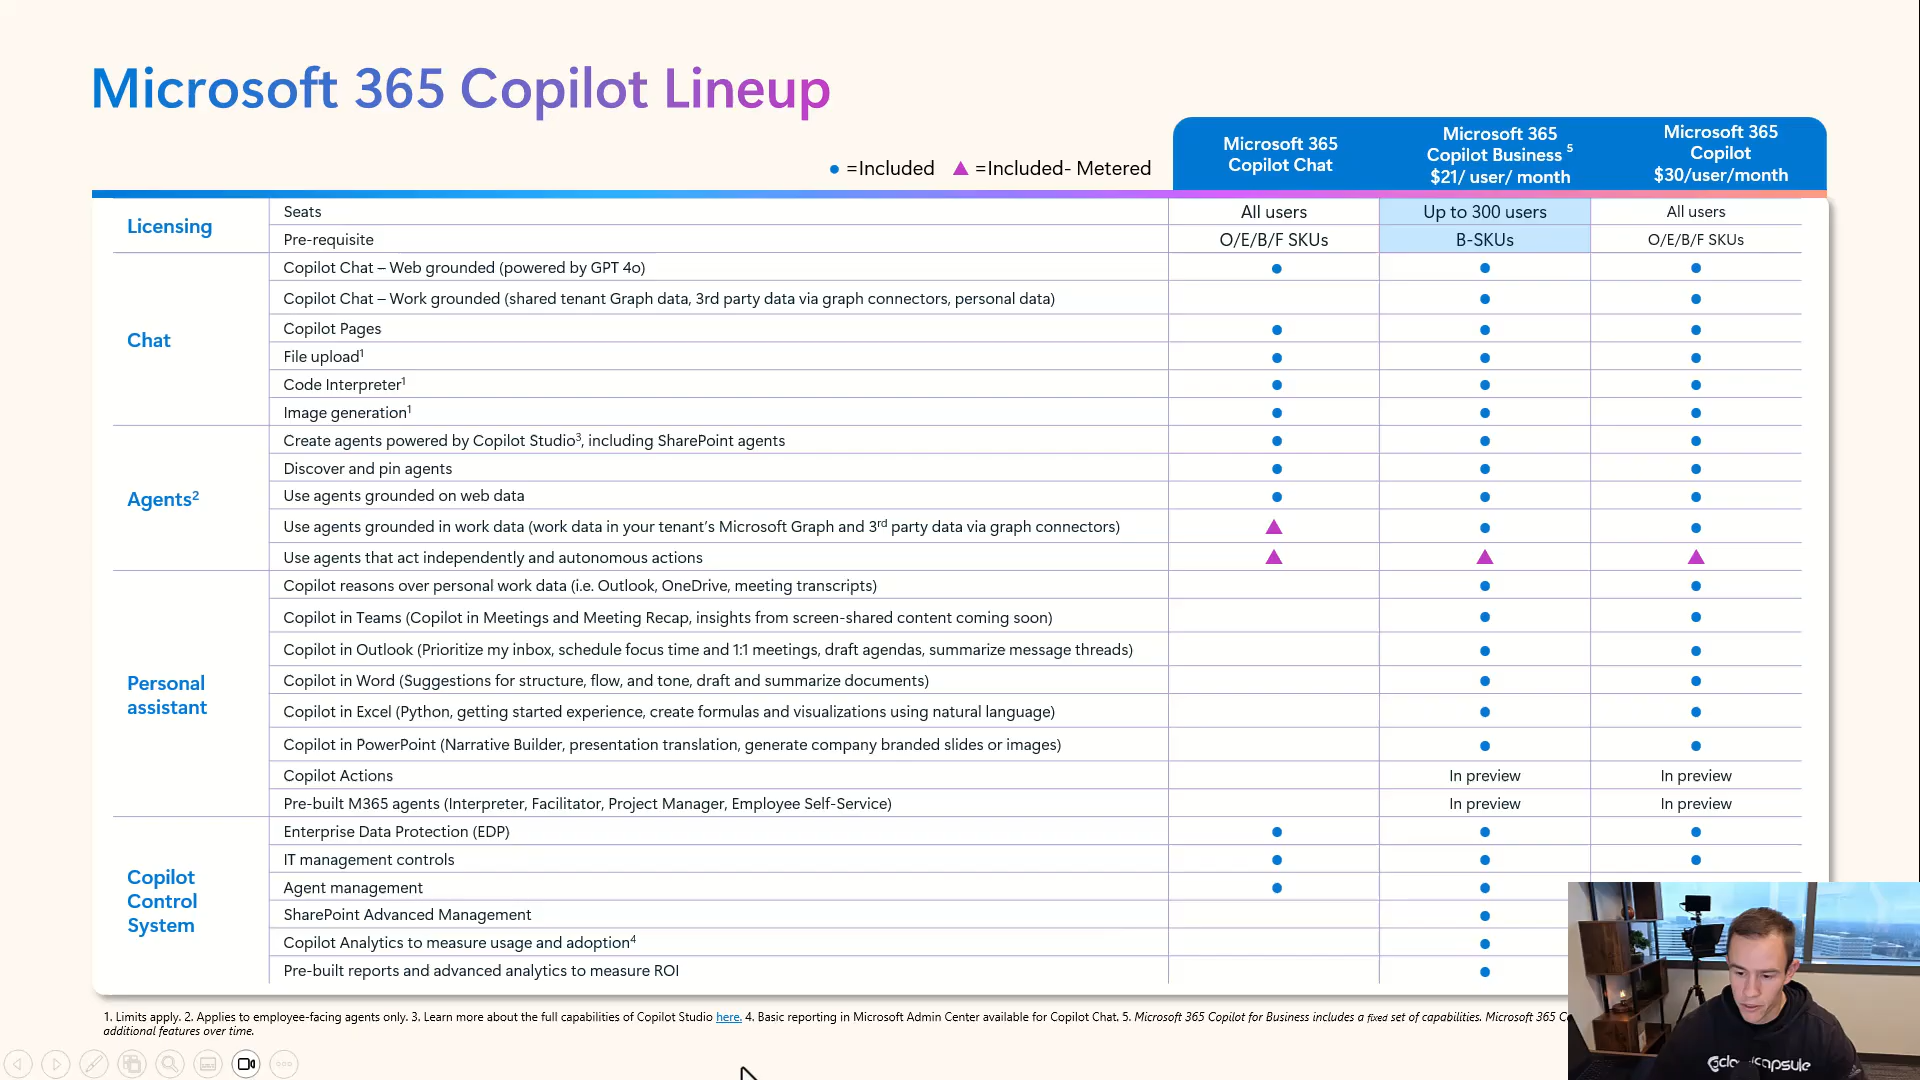 Microsoft 365 Copilot Lineup
● =Included ▲ =Included- Metered
Microsoft 365 Copilot Chat
Microsoft 365 Copilot Business 5 $21/ user/ month
Microsoft 365 Copilot $30/user/month
Licensing
Seats All users Up to 300 users All users
Pre-requisite O/E/B/F SKUs B-SKUs O/E/B/F SKUs
Chat
Copilot Chat – Web grounded (powered by GPT 4o) ● ● ●
Copilot Chat – Work grounded (shared tenant Graph data, 3rd party data via graph connectors, personal data) ● ●
Copilot Pages ● ● ●
File upload1 ● ● ●
Code Interpreter1 ● ● ●
Image generation1 ● ● ●
Agents2
Create agents powered by Copilot Studio3, including SharePoint agents ● ● ●
Discover and pin agents ● ● ●
Use agents grounded on web data ● ● ●
Use agents grounded in work data (work data in your tenant's Microsoft Graph and 3rd party data via graph connectors) ▲ ● ●
Use agents that act independently and autonomous actions ▲ ▲ ▲
Personal assistant
Copilot reasons over personal work data (i.e. Outlook, OneDrive, meeting transcripts) ● ●
Copilot in Teams (Copilot in Meetings and Meeting Recap, insights from screen-shared content coming soon) ● ●
Copilot in Outlook (Prioritize my inbox, schedule focus time and 1:1 meetings, draft agendas, summarize message threads) ● ●
Copilot in Word (Suggestions for structure, flow, and tone, draft and summarize documents) ● ●
Copilot in Excel (Python, getting started experience, create formulas and visualizations using natural language) ● ●
Copilot in PowerPoint (Narrative Builder, presentation translation, generate company branded slides or images) ● ●
Copilot Actions In preview In preview
Pre-built M365 agents (Interpreter, Facilitator, Project Manager, Employee Self-Service) In preview In preview
Copilot Control System
Enterprise Data Protection (EDP) ● ● ●
IT management controls ● ● ●
Agent management ● ●
SharePoint Advanced Management ●
Copilot Analytics to measure usage and adoption4 ●
Pre-built reports and advanced analytics to measure ROI ●
1. Limits apply. 2. Applies to employee-facing agents only. 3. Learn more about the full capabilities of Copilot Studio here. 4. Basic reporting in Microsoft Admin Center available for Copilot Chat. 5. Microsoft 365 Copilot for Business includes a fixed set of capabilities. Microsoft 365 Co
additional features over time.